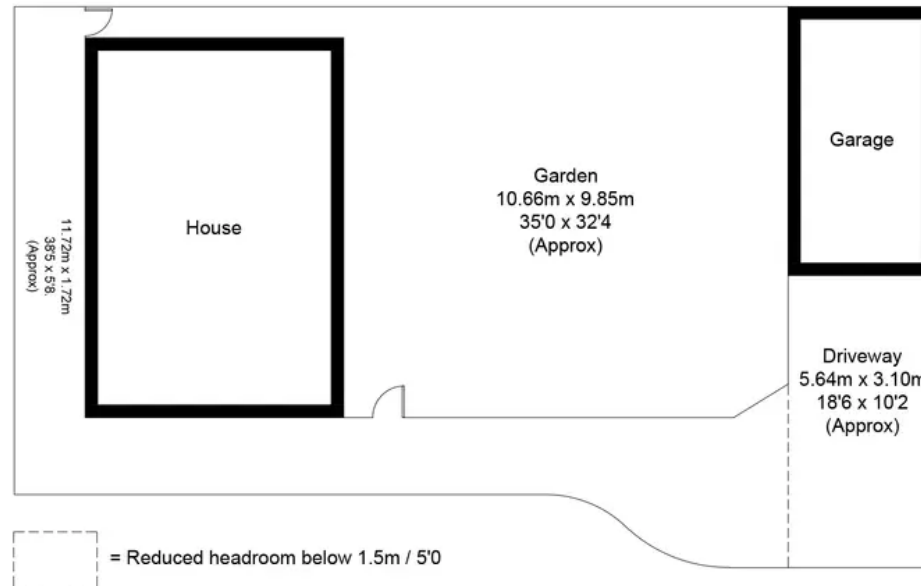 Garage
Garden
10.66m x 9.85m
35'0 x 32'4
(Approx)
House
11.72m x 1.72m
38'5 x 5'8.
(Approx)
Driveway
5.64m x 3.10m
18'6 x 10'2
(Approx)
= Reduced headroom below 1.5m / 5'0